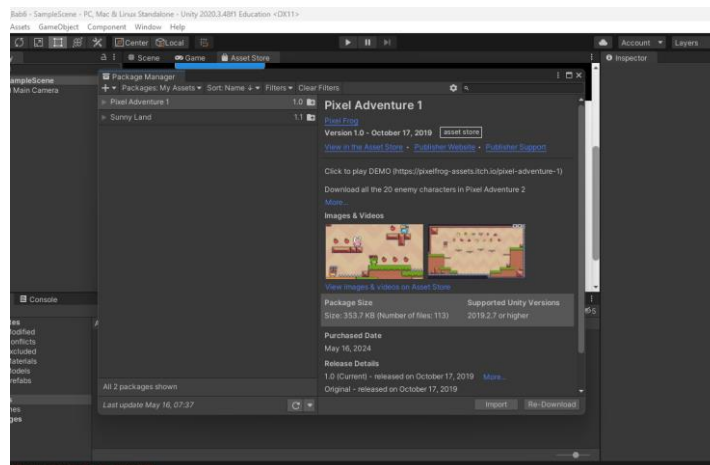 Bab6 - SampleScene - PC, Mac & Linux Standalone - Unity 2020.3.48f1 Education <DX11>
Assets GameObject Component Window Help
Center Local
Account Layers
Scene Game Asset Store
Inspector
Package Manager
Packages: My Assets Sort: Name ↓ Filters Clear Filters
SampleScene
Main Camera
Pixel Adventure 1 1.0
Sunny Land 1.1
Pixel Adventure 1
Pixel Frog
Version 1.0 - October 17, 2019 asset store
View in the Asset Store • Publisher Website • Publisher Support
Click to play DEMO (https://pixelfrog-assets.itch.io/pixel-adventure-1)
Download all the 20 enemy characters in Pixel Adventure 2
More...
Images & Videos
View images & videos on Asset Store
Package Size Supported Unity Versions
Size: 353.7 KB (Number of files: 113) 2019.2.7 or higher
Purchased Date
May 16, 2024
Release Details
1.0 (Current) - released on October 17, 2019 More...
Original - released on October 17, 2019
Console
All 2 packages shown
Last update May 16, 07:37
Import Re-Download